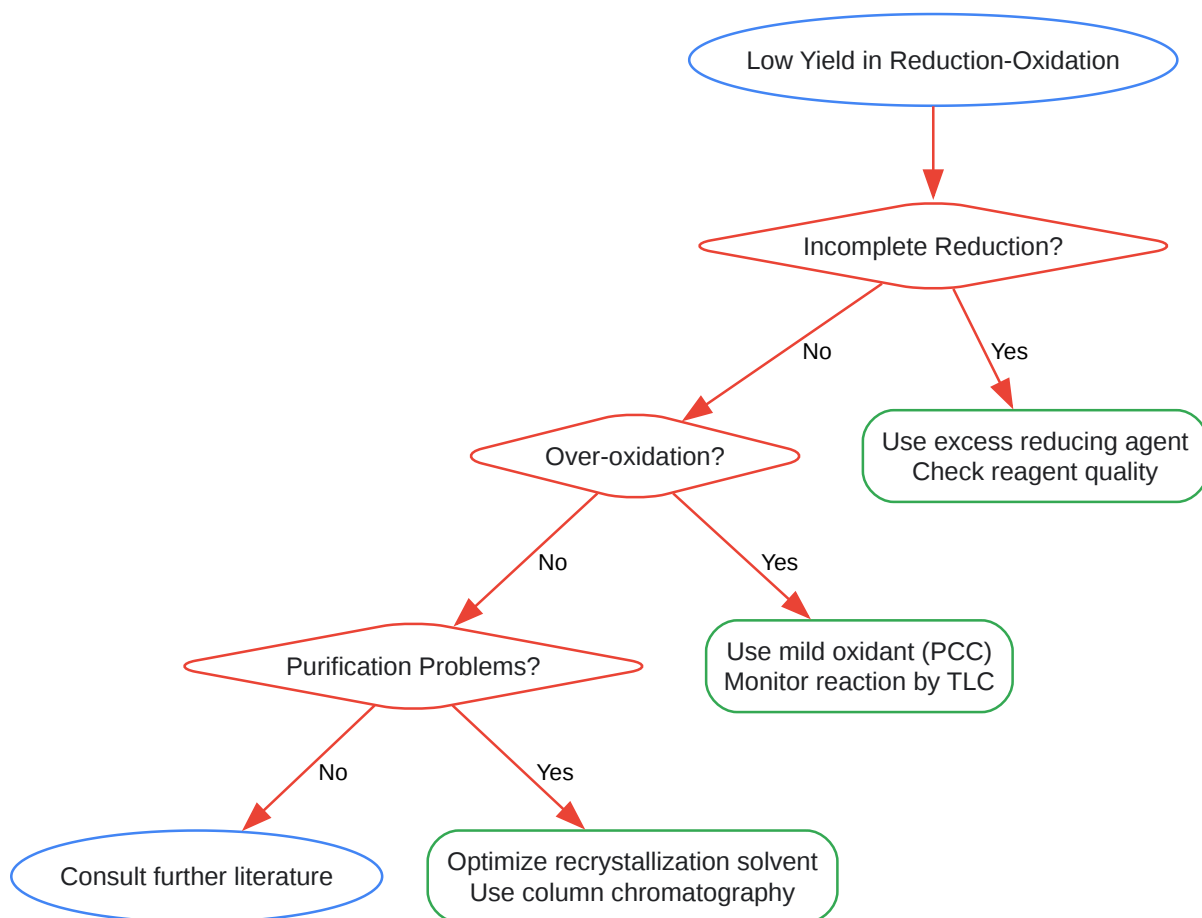 Low Yield in Reduction-Oxidation
Incomplete Reduction?
No
Yes
Over-oxidation?
Use excess reducing agent
Check reagent quality
No
Yes
Purification Problems?
Use mild oxidant (PCC)
Monitor reaction by TLC
No
Yes
Consult further literature
Optimize recrystallization solvent
Use column chromatography